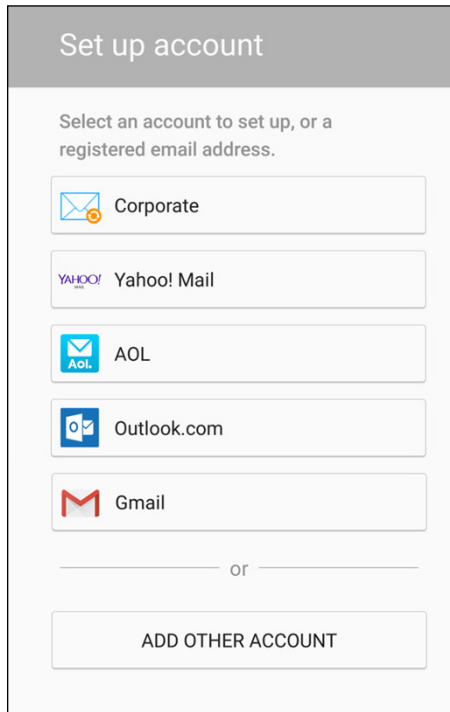 Set up account
Select an account to set up, or a
registered email address.
Corporate
YAHOO! Yahoo! Mail
MAIL
Aol. AOL
Outlook.com
Gmail
or
ADD OTHER ACCOUNT